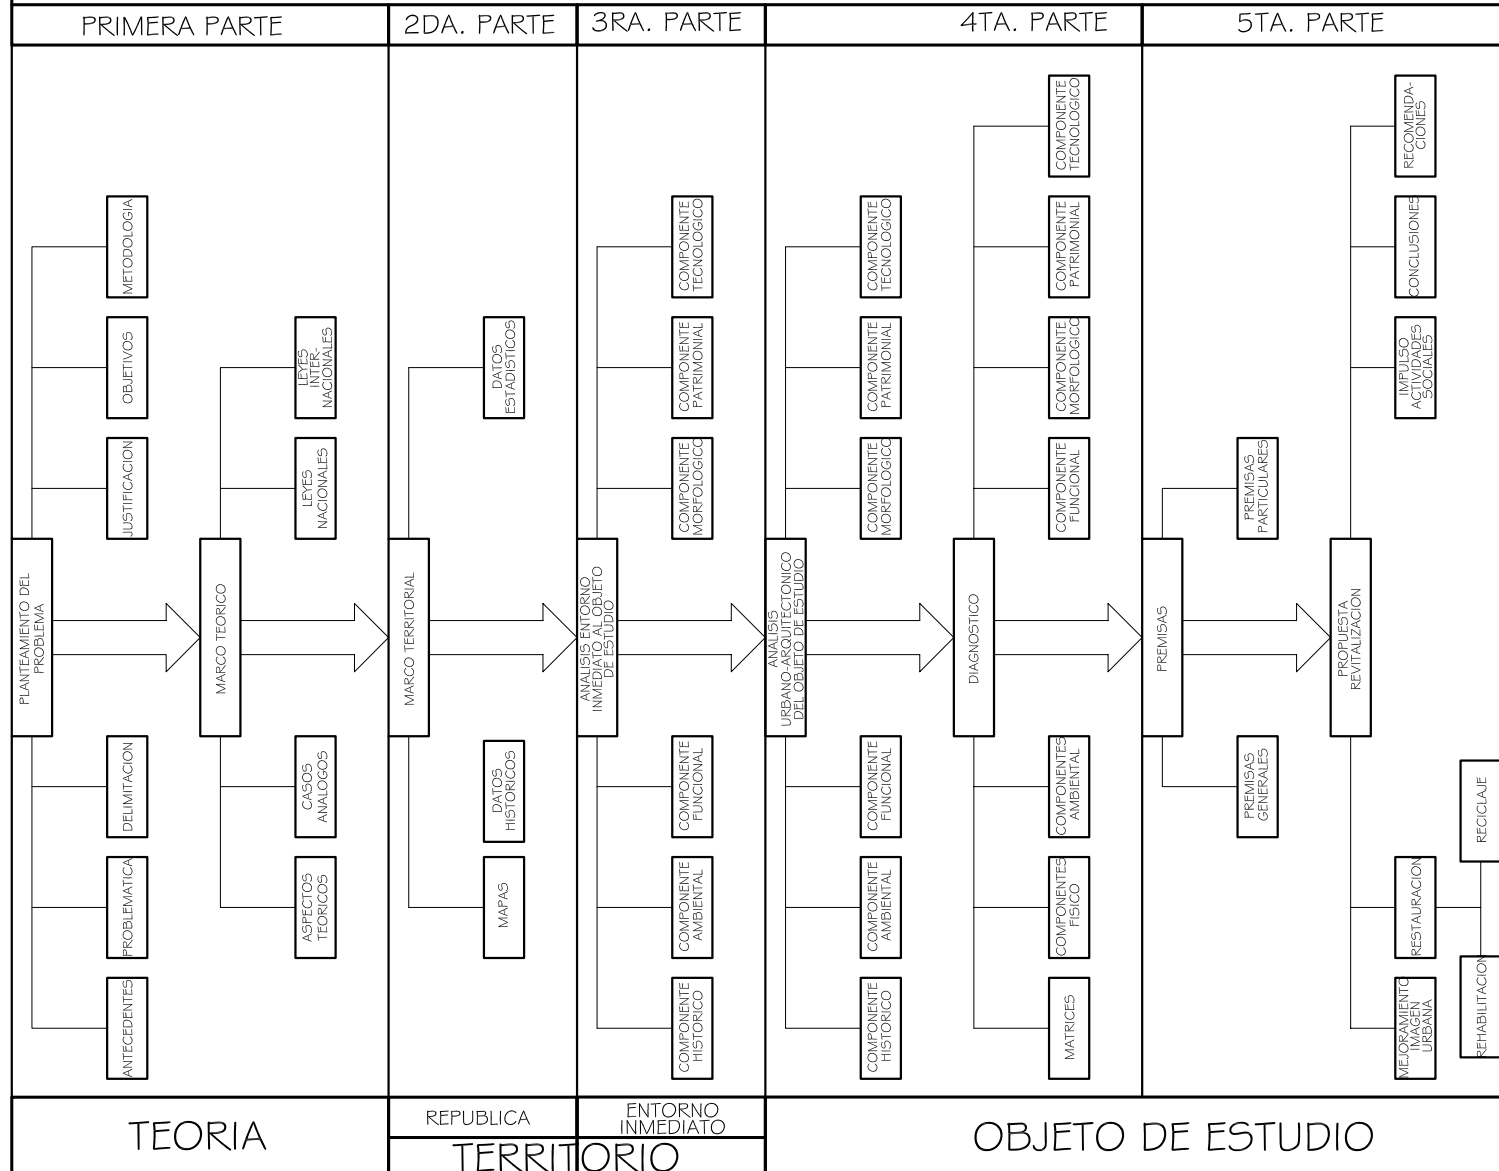 PRIMERA PARTE
2DA. PARTE
3RA. PARTE
4TA. PARTE
5TA. PARTE
PLANTEAMIENTO DEL
PROBLEMA
METODOLOGIA
OBJETIVOS
JUSTIFICACION
DELIMITACION
PROBLEMATICA
ANTECEDENTES
MARCO TEORICO
LEYES
INTER-
NACIONALES
LEYES
NACIONALES
CASOS
ANALOGOS
ASPECTOS
TEORICOS
MARCO TERRITORIAL
DATOS
ESTADISTICOS
DATOS
HISTORICOS
MAPAS
ANALISIS ENTORNO
INMEDIATO AL OBJETO
DE ESTUDIO
COMPONENTE
TECNOLOGICO
COMPONENTE
PATRIMONIAL
COMPONENTE
MORFOLOGICO
COMPONENTE
FUNCIONAL
COMPONENTE
AMBIENTAL
COMPONENTE
HISTORICO
ANALISIS
URBANO-ARQUITECTONICO
DEL OBJETO DE ESTUDIO
COMPONENTE
TECNOLOGICO
COMPONENTE
PATRIMONIAL
COMPONENTE
MORFOLOGICO
COMPONENTE
FUNCIONAL
COMPONENTE
AMBIENTAL
COMPONENTE
HISTORICO
DIAGNOSTICO
COMPONENTE
TECNOLOGICO
COMPONENTE
PATRIMONIAL
COMPONENTE
MORFOLOGICO
COMPONENTE
FUNCIONAL
COMPONENTES
AMBIENTAL
COMPONENTES
FISICO
MATRICES
PREMISAS
PREMISAS
PARTICULARES
PREMISAS
GENERALES
PROPUESTA
REVITALIZACION
RECOMENDA-
CIONES
CONCLUSIONES
IMPULSO
ACTIVIDADES
SOCIALES
RESTAURACION
MEJORAMIENTO
IMAGEN
URBANA
RECICLAJE
REHABILITACION
TEORIA
REPUBLICA
ENTORNO
INMEDIATO
TERRITORIO
OBJETO DE ESTUDIO